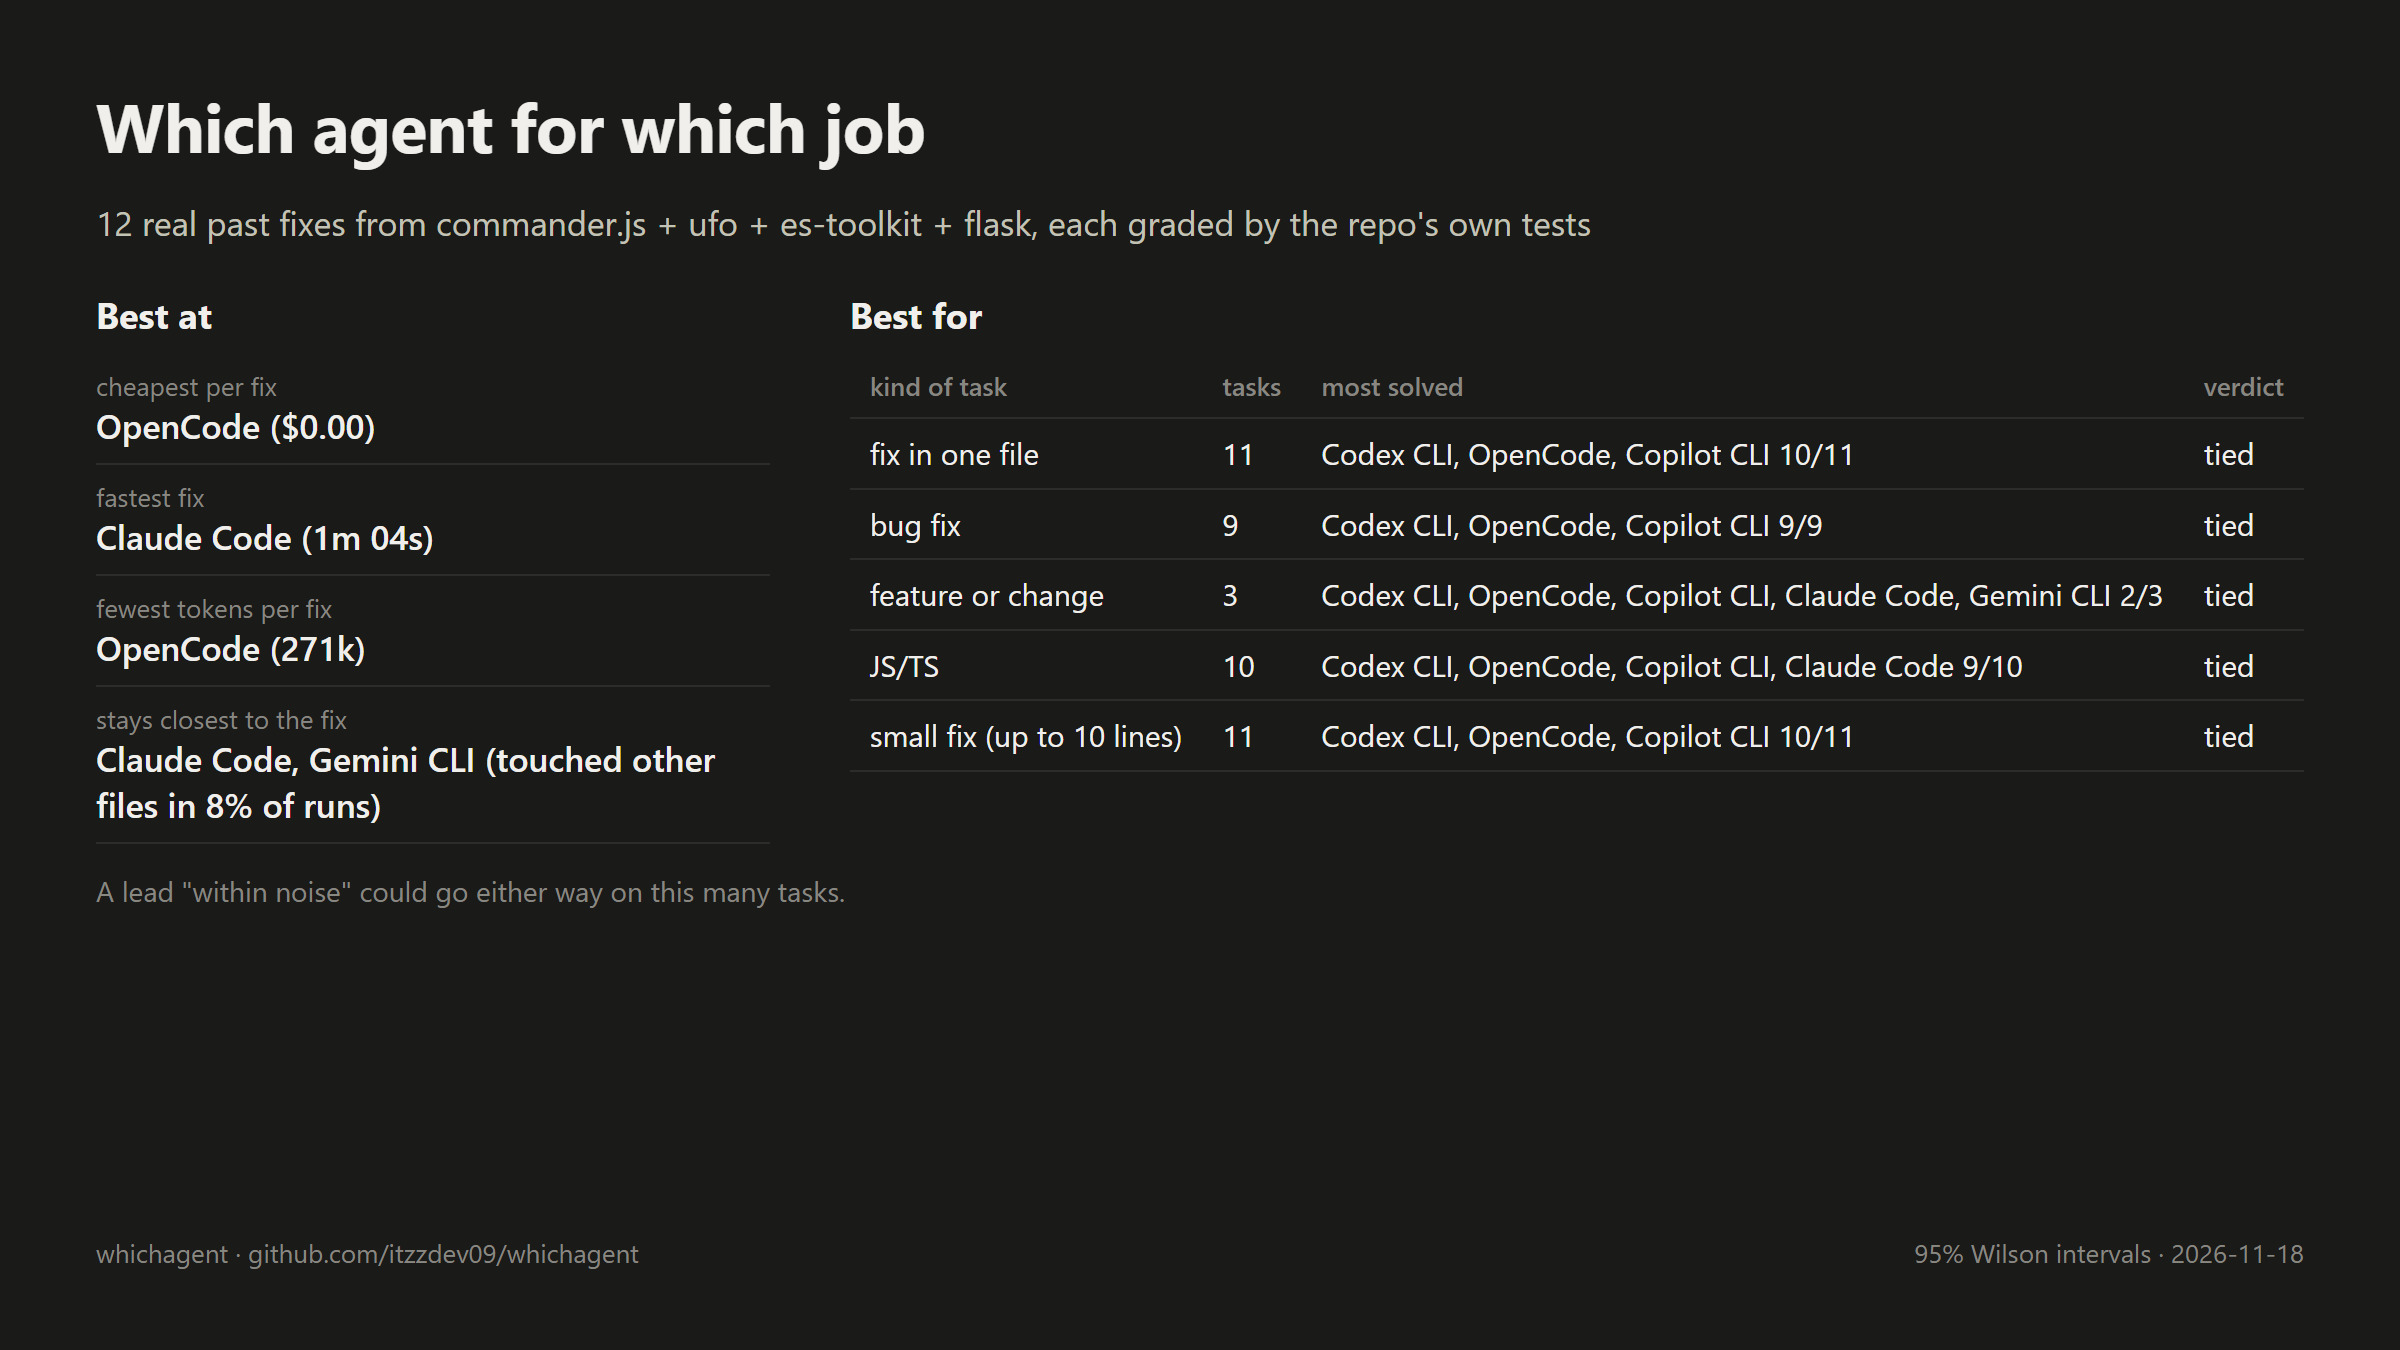 Which agent for which job
12 real past fixes from commander.js + ufo + es-toolkit + flask, each graded by the repo's own tests
Best at
cheapest per fix
OpenCode ($0.00)
fastest fix
Claude Code (1m 04s)
fewest tokens per fix
OpenCode (271k)
stays closest to the fix
Claude Code, Gemini CLI (touched other
files in 8% of runs)
Best for
kind of task tasks most solved verdict
fix in one file 11 Codex CLI, OpenCode, Copilot CLI 10/11 tied
bug fix 9 Codex CLI, OpenCode, Copilot CLI 9/9 tied
feature or change 3 Codex CLI, OpenCode, Copilot CLI, Claude Code, Gemini CLI 2/3 tied
JS/TS 10 Codex CLI, OpenCode, Copilot CLI, Claude Code 9/10 tied
small fix (up to 10 lines) 11 Codex CLI, OpenCode, Copilot CLI 10/11 tied
A lead "within noise" could go either way on this many tasks.
whichagent · github.com/itzzdev09/whichagent
95% Wilson intervals · 2026-11-18